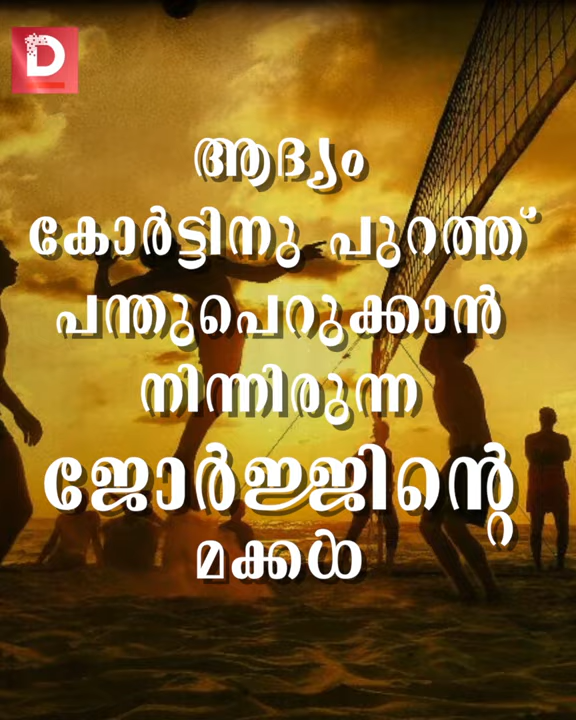 D
ആദ്യം
കോർട്ടിനു പുറത്ത്
പന്തുപെറുക്കാൻ
നിന്നിരുന്ന
ജോർജ്ജിന്റെ
മക്കൾ